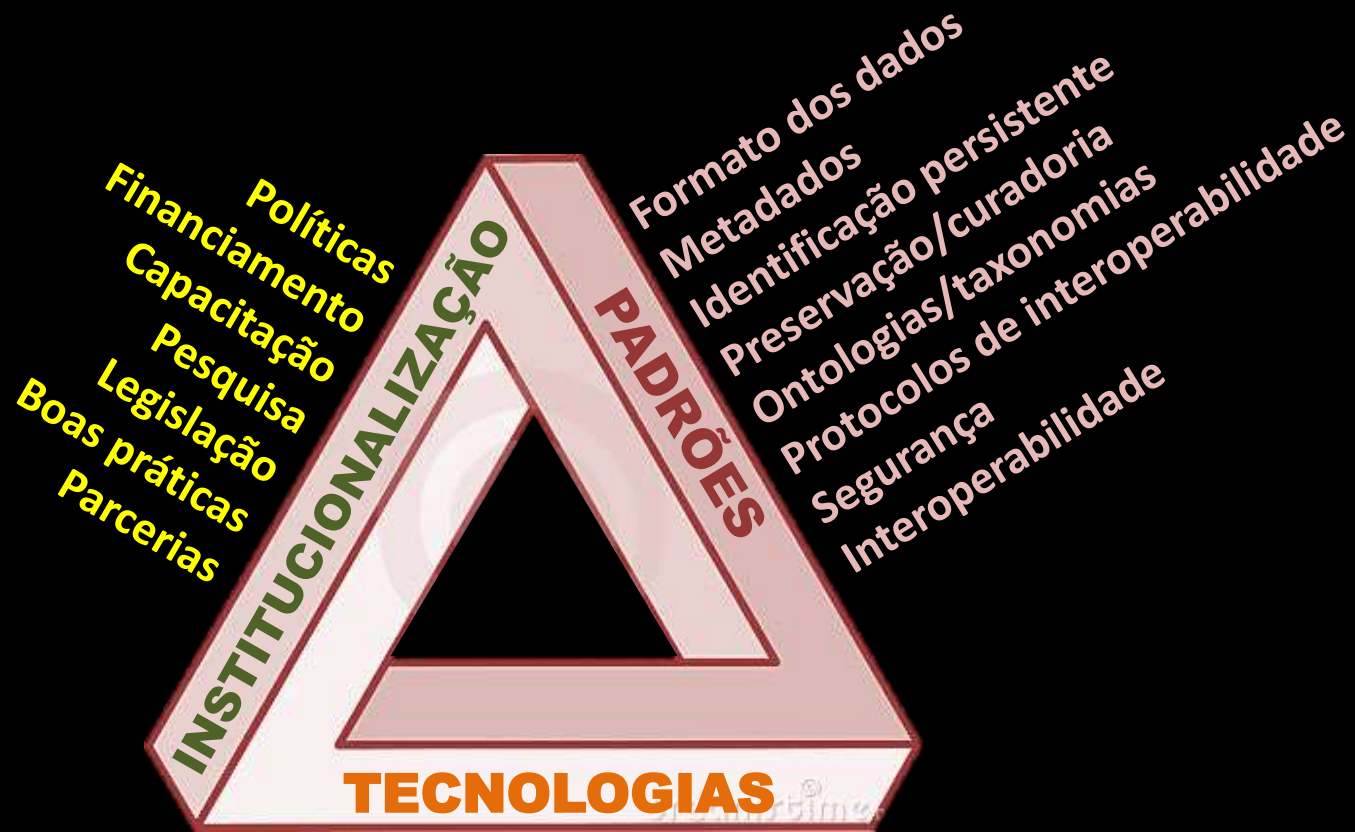 Políticas
Financiamento
Capacitação
Pesquisa
Legislação
Boas práticas
Parcerias
INSTITUCIONALIZAÇÃO
PADRÕES
Formato dos dados
Metadados
Identificação persistente
Preservação/curadoria
Ontologias/taxonomias
Protocolos de interoperabilidade
Segurança
Interoperabilidade
TECNOLOGIAS